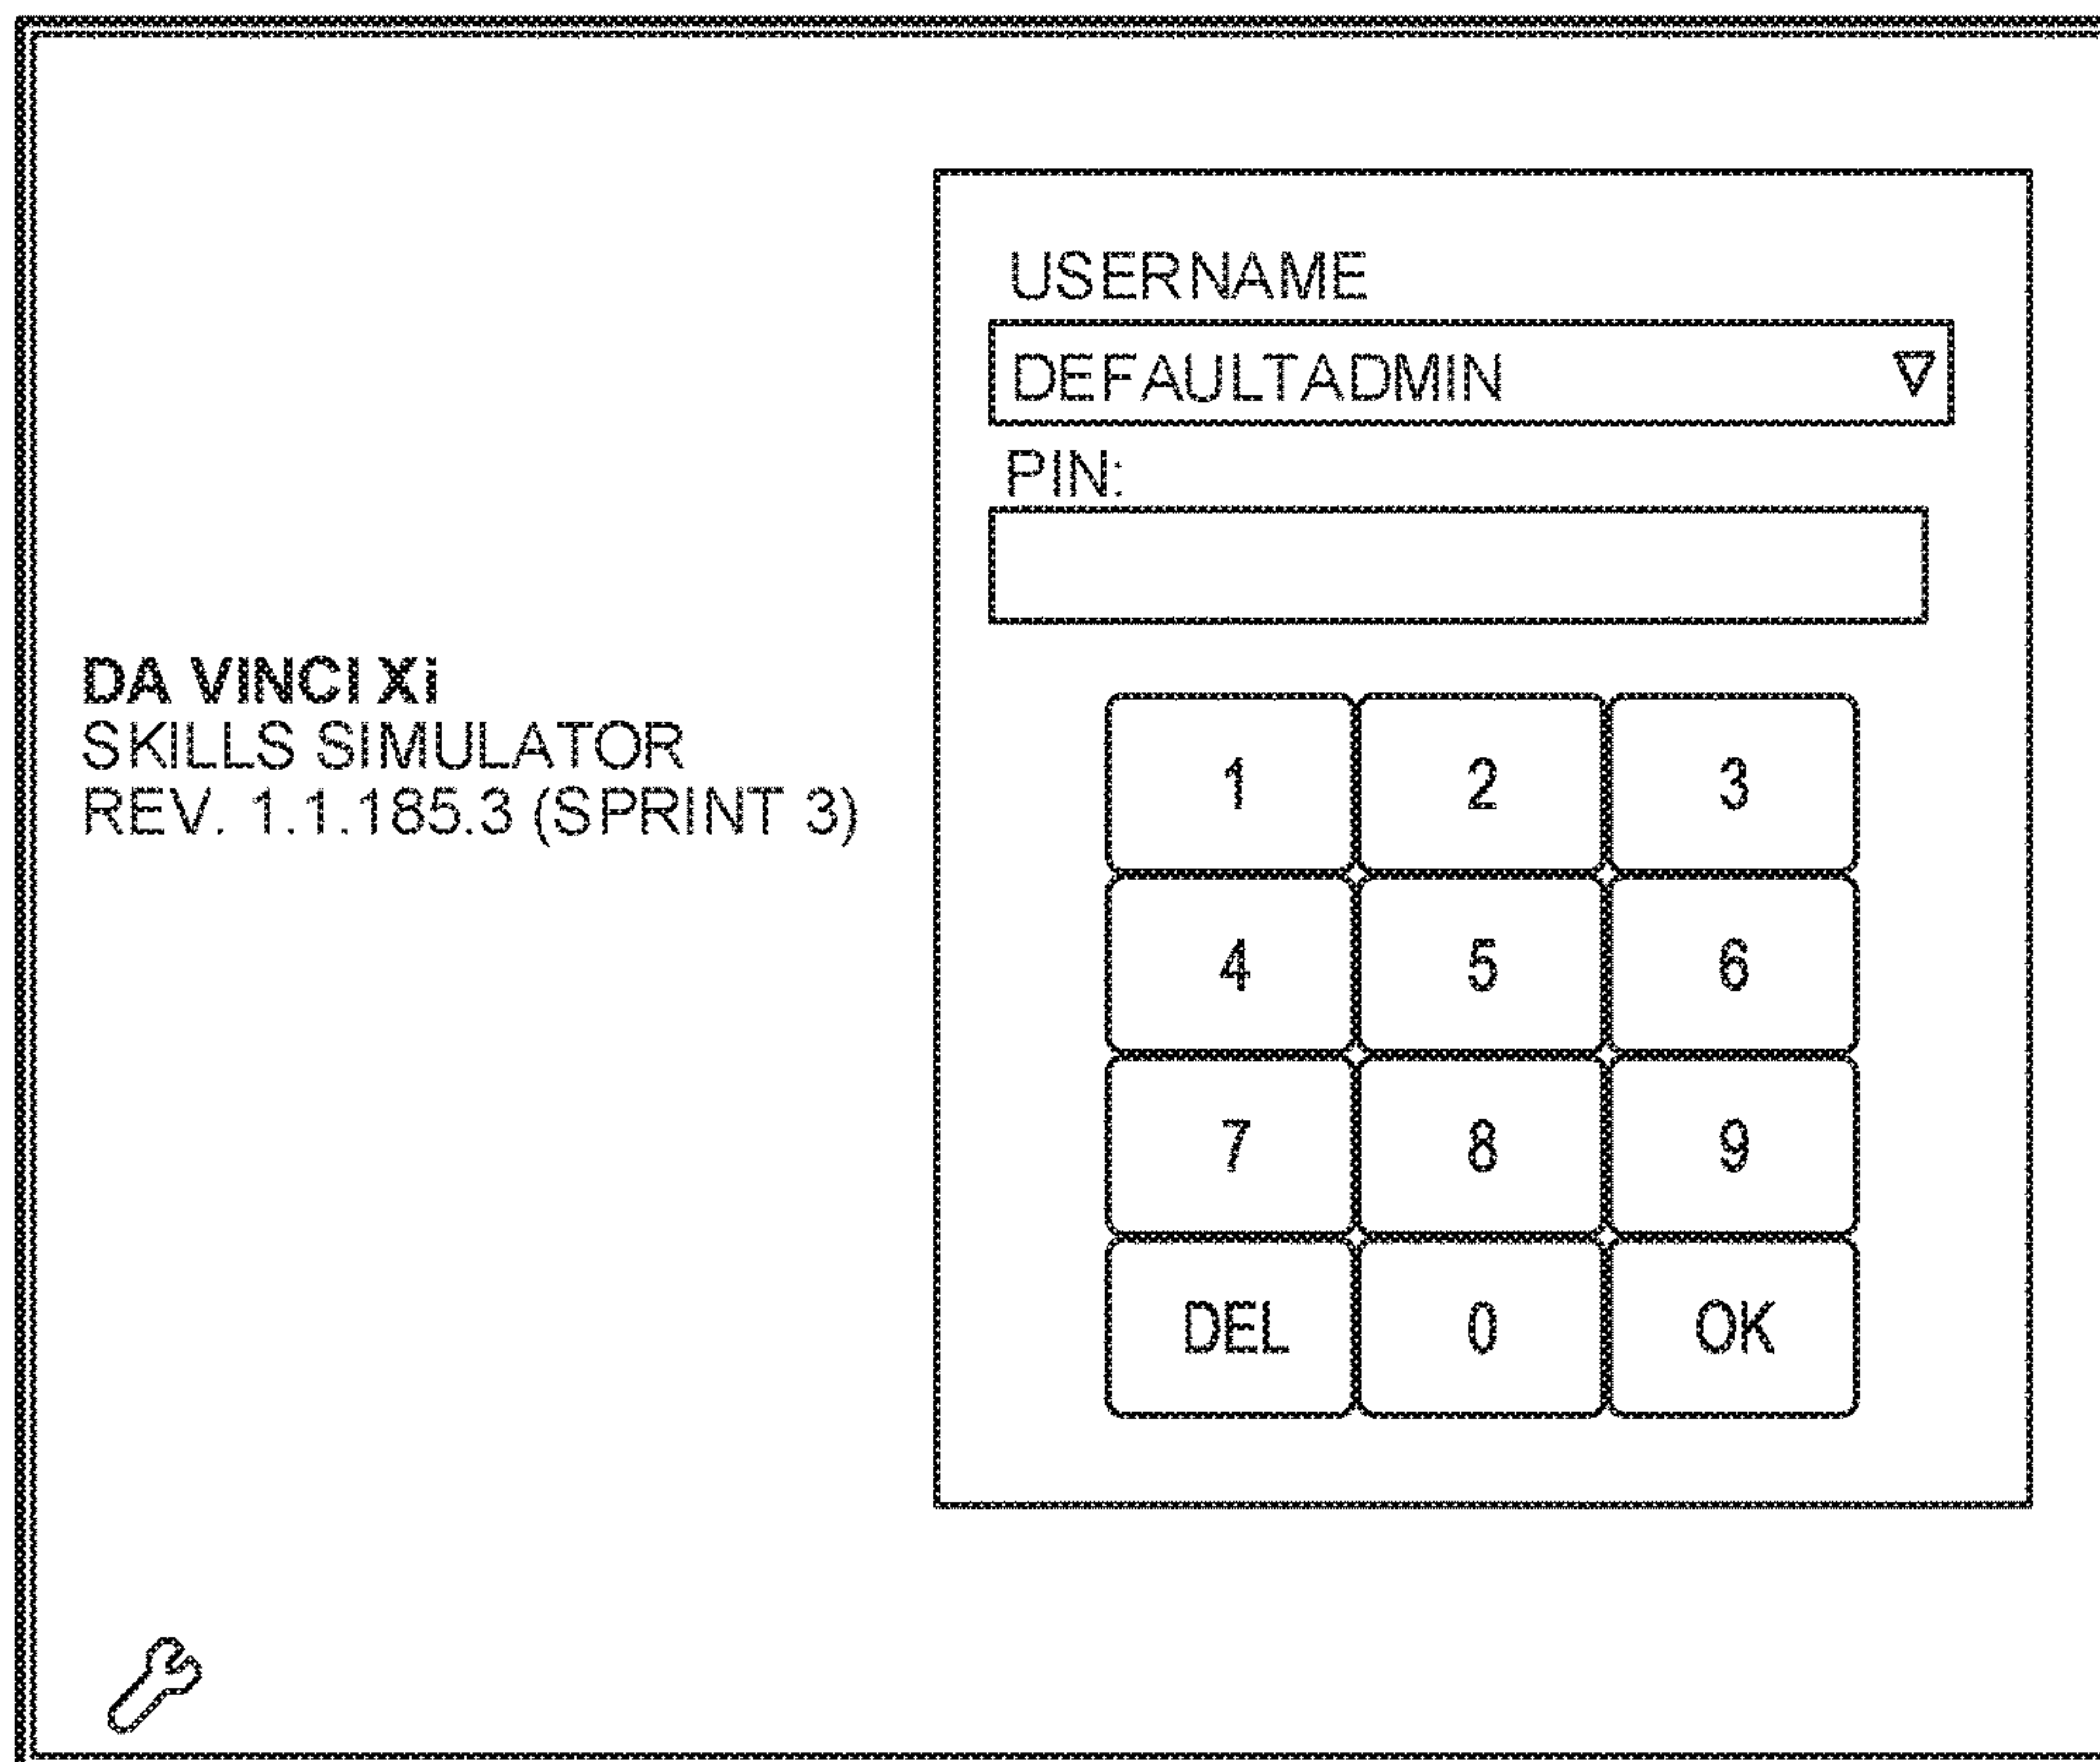 DA VINCI Xi
SKILLS SIMULATOR
REV. 1.1.185.3 (SPRINT 3)
USERNAME
DEFAULTADMIN
PIN:
1 2 3
4 5 6
7 8 9
DEL 0 OK